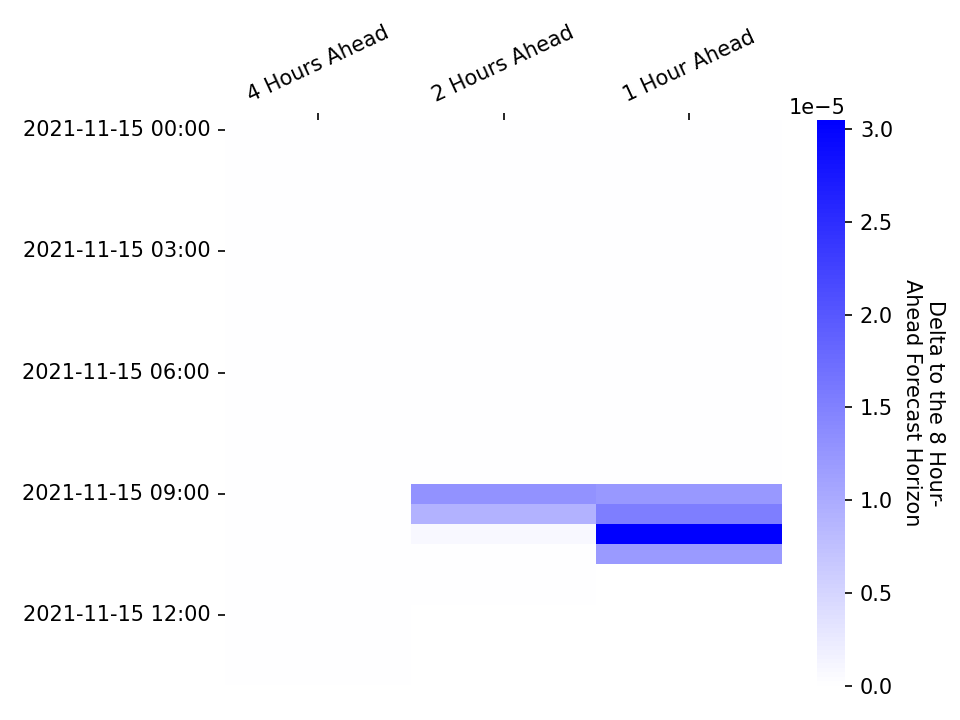 4 Hours Ahead
2 Hours Ahead
1 Hour Ahead
1e−5
2021-11-15 00:00
2021-11-15 03:00
2021-11-15 06:00
2021-11-15 09:00
2021-11-15 12:00
3.0
2.5
2.0
1.5
1.0
0.5
0.0
Delta to the 8 Hour-
Ahead Forecast Horizon